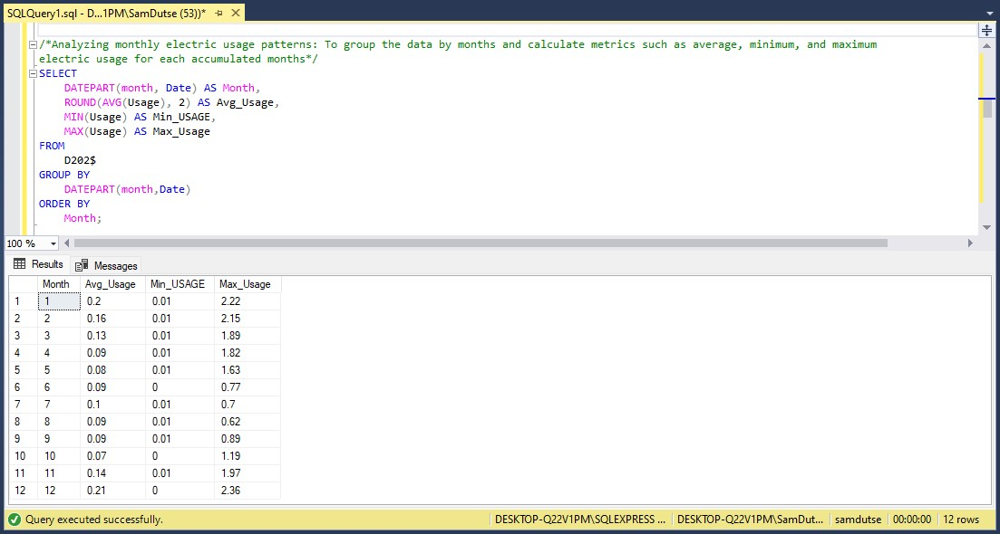 SQLQuery1.sql - D...1PM\SamDutse (53))*
/*Analyzing monthly electric usage patterns: To group the data by months and calculate metrics such as average, minimum, and maximum
electric usage for each accumulated months*/
SELECT
DATEPART(month, Date) AS Month,
ROUND(AVG(Usage), 2) AS Avg_Usage,
MIN(Usage) AS Min_USAGE,
MAX(Usage) AS Max_Usage
FROM
D202$
GROUP BY
DATEPART(month,Date)
ORDER BY
Month;
100 %
Results Messages
Month Avg_Usage Min_USAGE Max_Usage
1 1 0.2 0.01 2.22
2 2 0.16 0.01 2.15
3 3 0.13 0.01 1.89
4 4 0.09 0.01 1.82
5 5 0.08 0.01 1.63
6 6 0.09 0 0.77
7 7 0.1 0.01 0.7
8 8 0.09 0.01 0.62
9 9 0.09 0.01 0.89
10 10 0.07 0 1.19
11 11 0.14 0.01 1.97
12 12 0.21 0 2.36
Query executed successfully. DESKTOP-Q22V1PM\SQLEXPRESS ... DESKTOP-Q22V1PM\SamDut... samdutse 00:00:00 12 rows